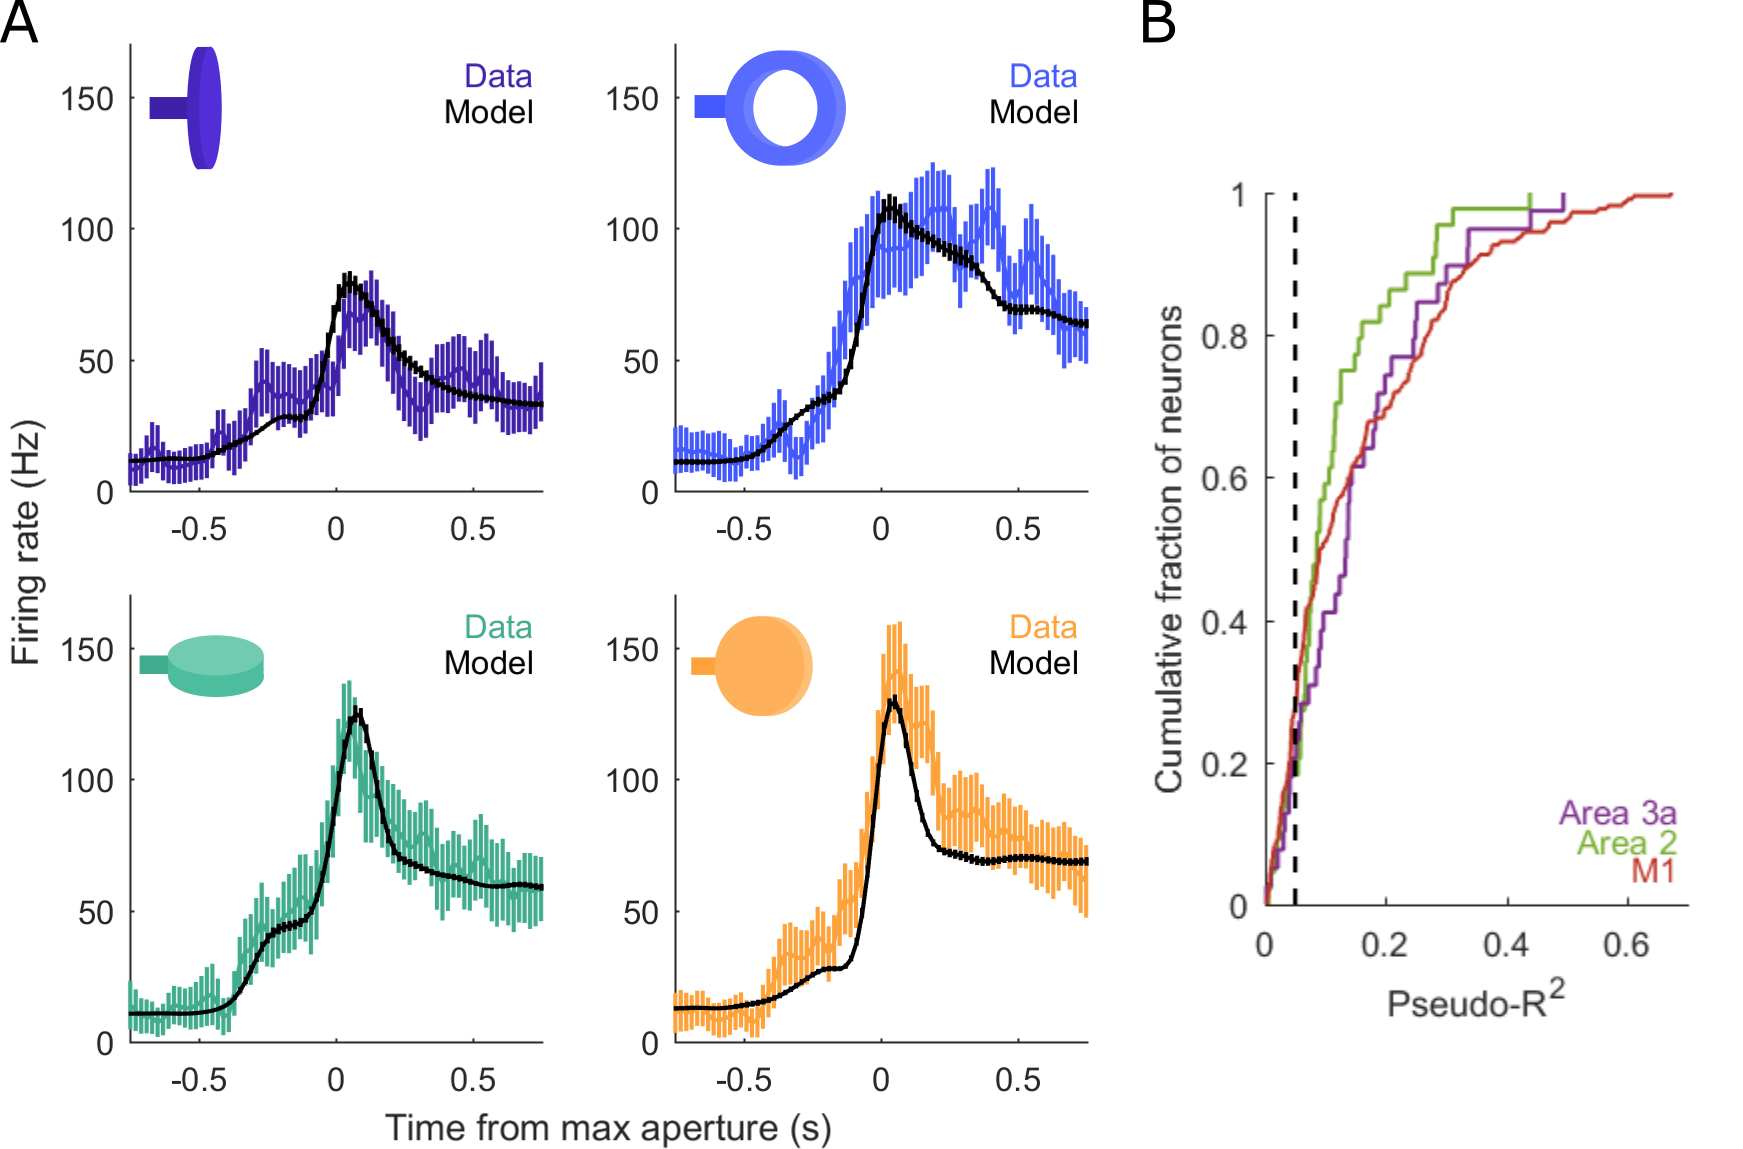 A
B
Data
Model
150
100
50
0
-0.5
0
0.5
Data
Model
150
100
50
0
-0.5
0
0.5
Data
Model
150
100
50
0
-0.5
0
0.5
Data
Model
150
100
50
0
-0.5
0
0.5
Firing rate (Hz)
Time from max aperture (s)
1
0.8
0.6
0.4
0.2
0
0
0.2
0.4
0.6
Cumulative fraction of neurons
Area 3a
Area 2
M1
Pseudo-R²